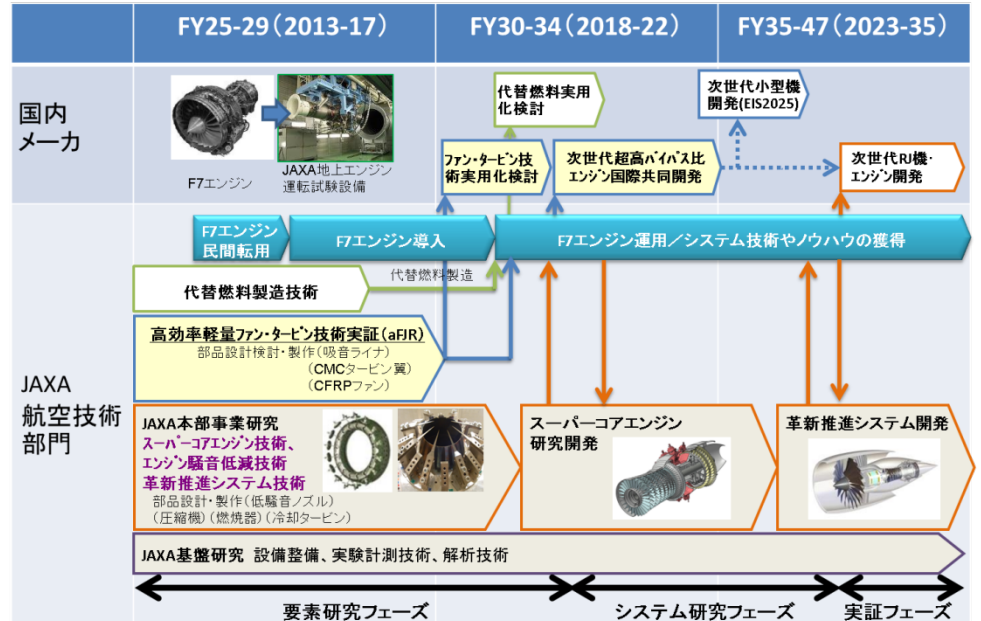 FY25-29(2013-17)
FY30-34(2018-22)
FY35-47(2023-35)
国内
メーカ
F7エンジン
JAXA地上エンジン
運転試験設備
代替燃料実用
化検討
ファン・タービン技
術実用化検討
次世代超高バイパス比
エンジン国際共同開発
次世代小型機
開発(EIS2025)
次世代RJ機・
エンジン開発
JAXA
航空技術
部門
F7エンジン
民間転用
F7エンジン導入
F7エンジン運用/システム技術やノウハウの獲得
代替燃料製造
代替燃料製造技術
高効率軽量ファン・タービン技術実証(aFJR)
部品設計検討・製作(吸音ライナ)
(CMCタービン翼)
(CFRPファン)
JAXA本部事業研究
スーパーコアエンジン技術、
エンジン騒音低減技術
革新推進システム技術
部品設計・製作(低騒音ノズル)
(圧縮機)(燃焼器)(冷却タービン)
スーパーコアエンジン
研究開発
革新推進システム開発
JAXA基盤研究 設備整備、実験計測技術、解析技術
要素研究フェーズ
システム研究フェーズ
実証フェーズ